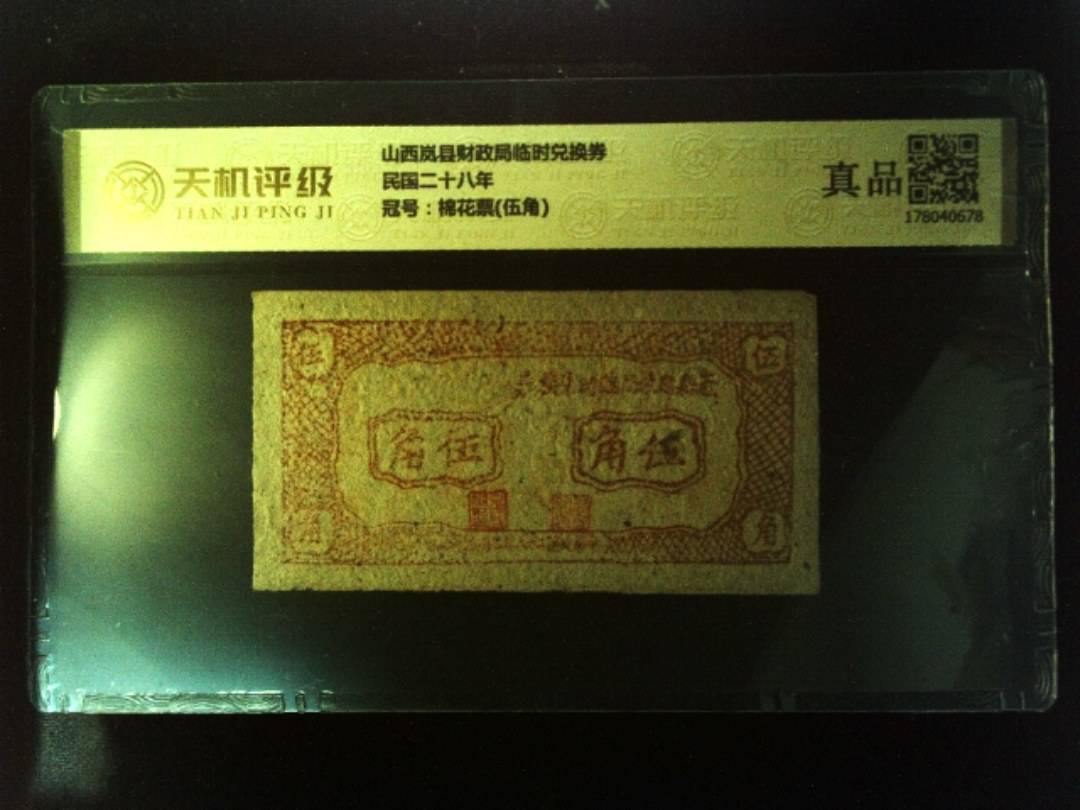 天机评级
TIAN JI PING JI
山西岚县财政局临时兑换券
民国二十八年
冠号：棉花票(伍角)
真品
178040678
伍
伍
角伍
角伍
角
角